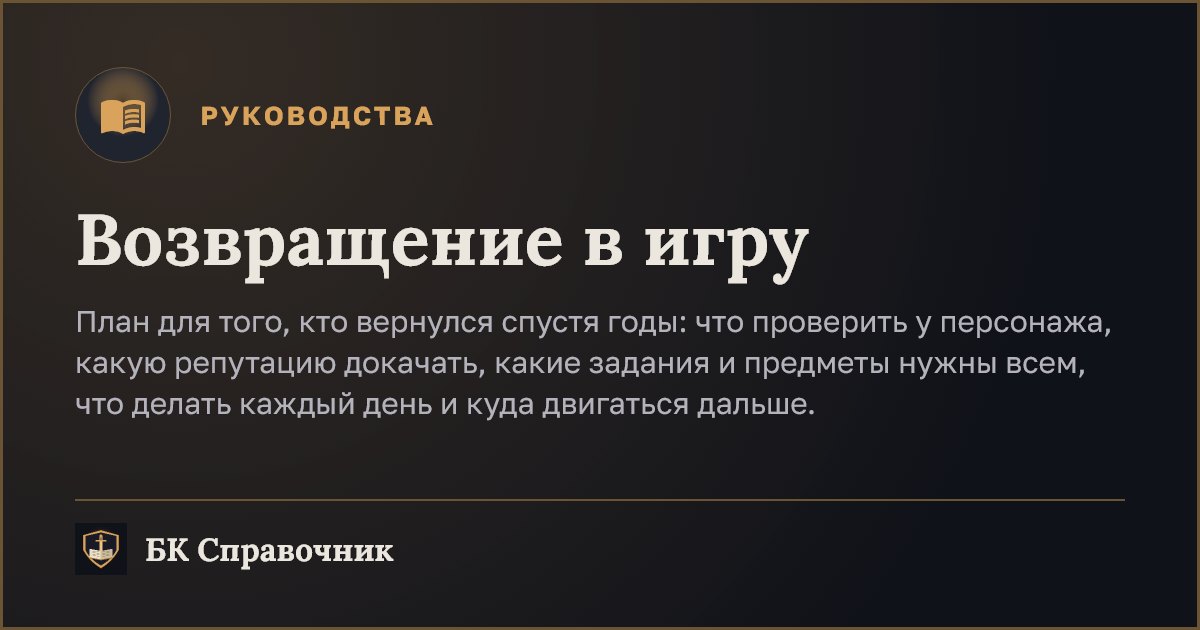 РУКОВОДСТВА
Возвращение в игру
План для того, кто вернулся спустя годы: что проверить у персонажа,
какую репутацию докачать, какие задания и предметы нужны всем,
что делать каждый день и куда двигаться дальше.
БК Справочник